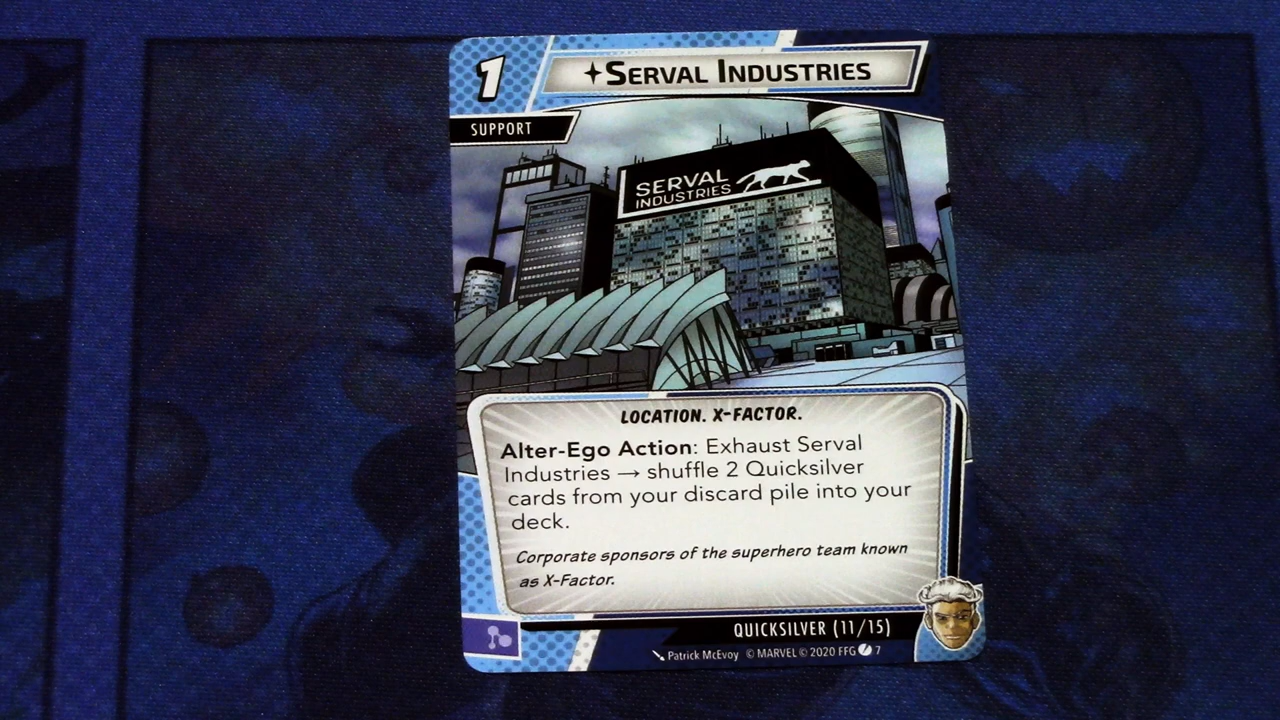 1
SERVAL INDUSTRIES
SUPPORT
SERVAL
INDUSTRIES
LOCATION. X-FACTOR.
Alter-Ego Action: Exhaust Serval
Industries → shuffle 2 Quicksilver
cards from your discard pile into your
deck.
Corporate sponsors of the superhero team known
as X-Factor.
QUICKSILVER (11/15)
Patrick McEvoy © MARVEL © 2020 FFG 7